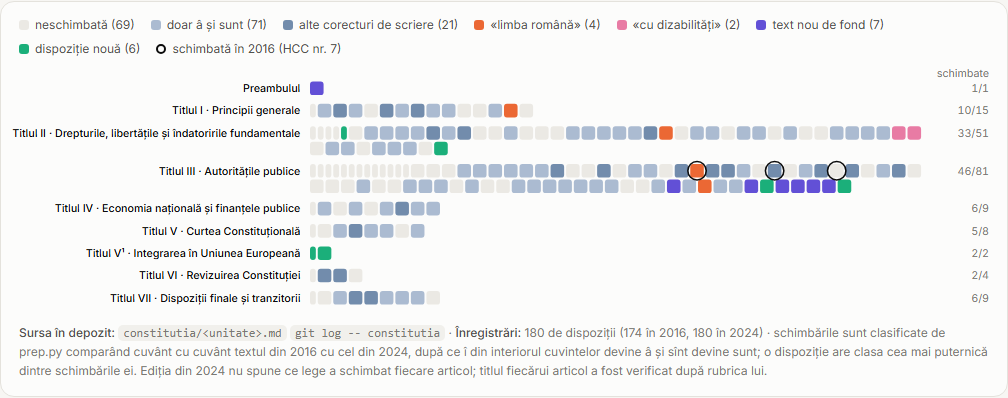 neschimbată (69) doar â și sunt (71) alte corecturi de scriere (21) «limba română» (4) «cu dizabilități» (2) text nou de fond (7)
dispoziție nouă (6) schimbată în 2016 (HCC nr. 7)
schimbate
Preambulul 1/1
Titlul I · Principii generale 10/15
Titlul II · Drepturile, libertățile și îndatoririle fundamentale 33/51
Titlul III · Autoritățile publice 46/81
Titlul IV · Economia națională și finanțele publice 6/9
Titlul V · Curtea Constituțională 5/8
Titlul V¹ · Integrarea în Uniunea Europeană 2/2
Titlul VI · Revizuirea Constituției 2/4
Titlul VII · Dispoziții finale și tranzitorii 6/9
Sursa în depozit: constitutia/<unitate>.md git log -- constitutia · Înregistrări: 180 de dispoziții (174 în 2016, 180 în 2024) · schimbările sunt clasificate de
prep.py comparând cuvânt cu cuvânt textul din 2016 cu cel din 2024, după ce î din interiorul cuvintelor devine â și sînt devine sunt; o dispoziție are clasa cea mai puternică
dintre schimbările ei. Ediția din 2024 nu spune ce lege a schimbat fiecare articol; titlul fiecărui articol a fost verificat după rubrica lui.